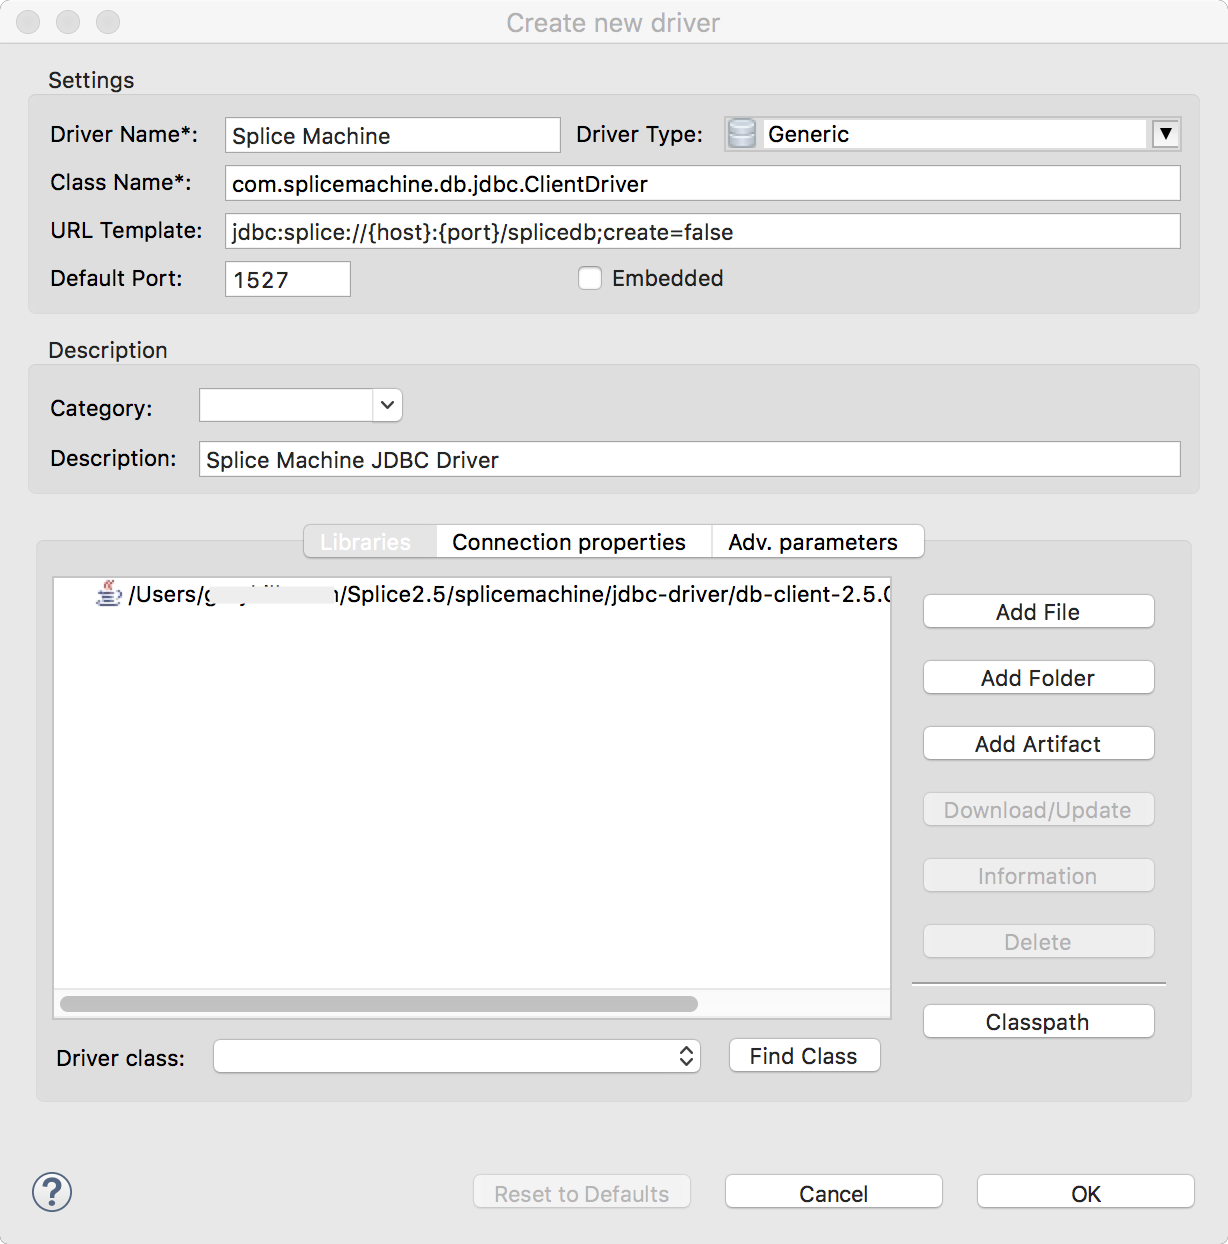 Create new driver
Settings
Driver Name*: Splice Machine Driver Type: Generic
Class Name*: com.splicemachine.db.jdbc.ClientDriver
URL Template: jdbc:splice://{host}:{port}/splicedb;create=false
Default Port: 1527 Embedded
Description
Category:
Description: Splice Machine JDBC Driver
Libraries Connection properties Adv. parameters
/Users/ /Splice2.5/splicemachine/jdbc-driver/db-client-2.5.0
Add File
Add Folder
Add Artifact
Download/Update
Information
Delete
Classpath
Driver class: Find Class
? Reset to Defaults Cancel OK